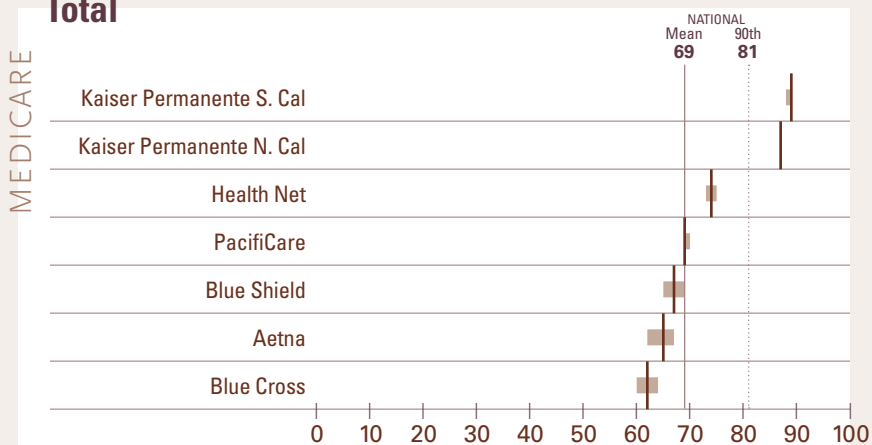 Total
NATIONAL
Mean 90th
69 81
MEDICARE
Kaiser Permanente S. Cal
Kaiser Permanente N. Cal
Health Net
PacifiCare
Blue Shield
Aetna
Blue Cross
0 10 20 30 40 50 60 70 80 90 100